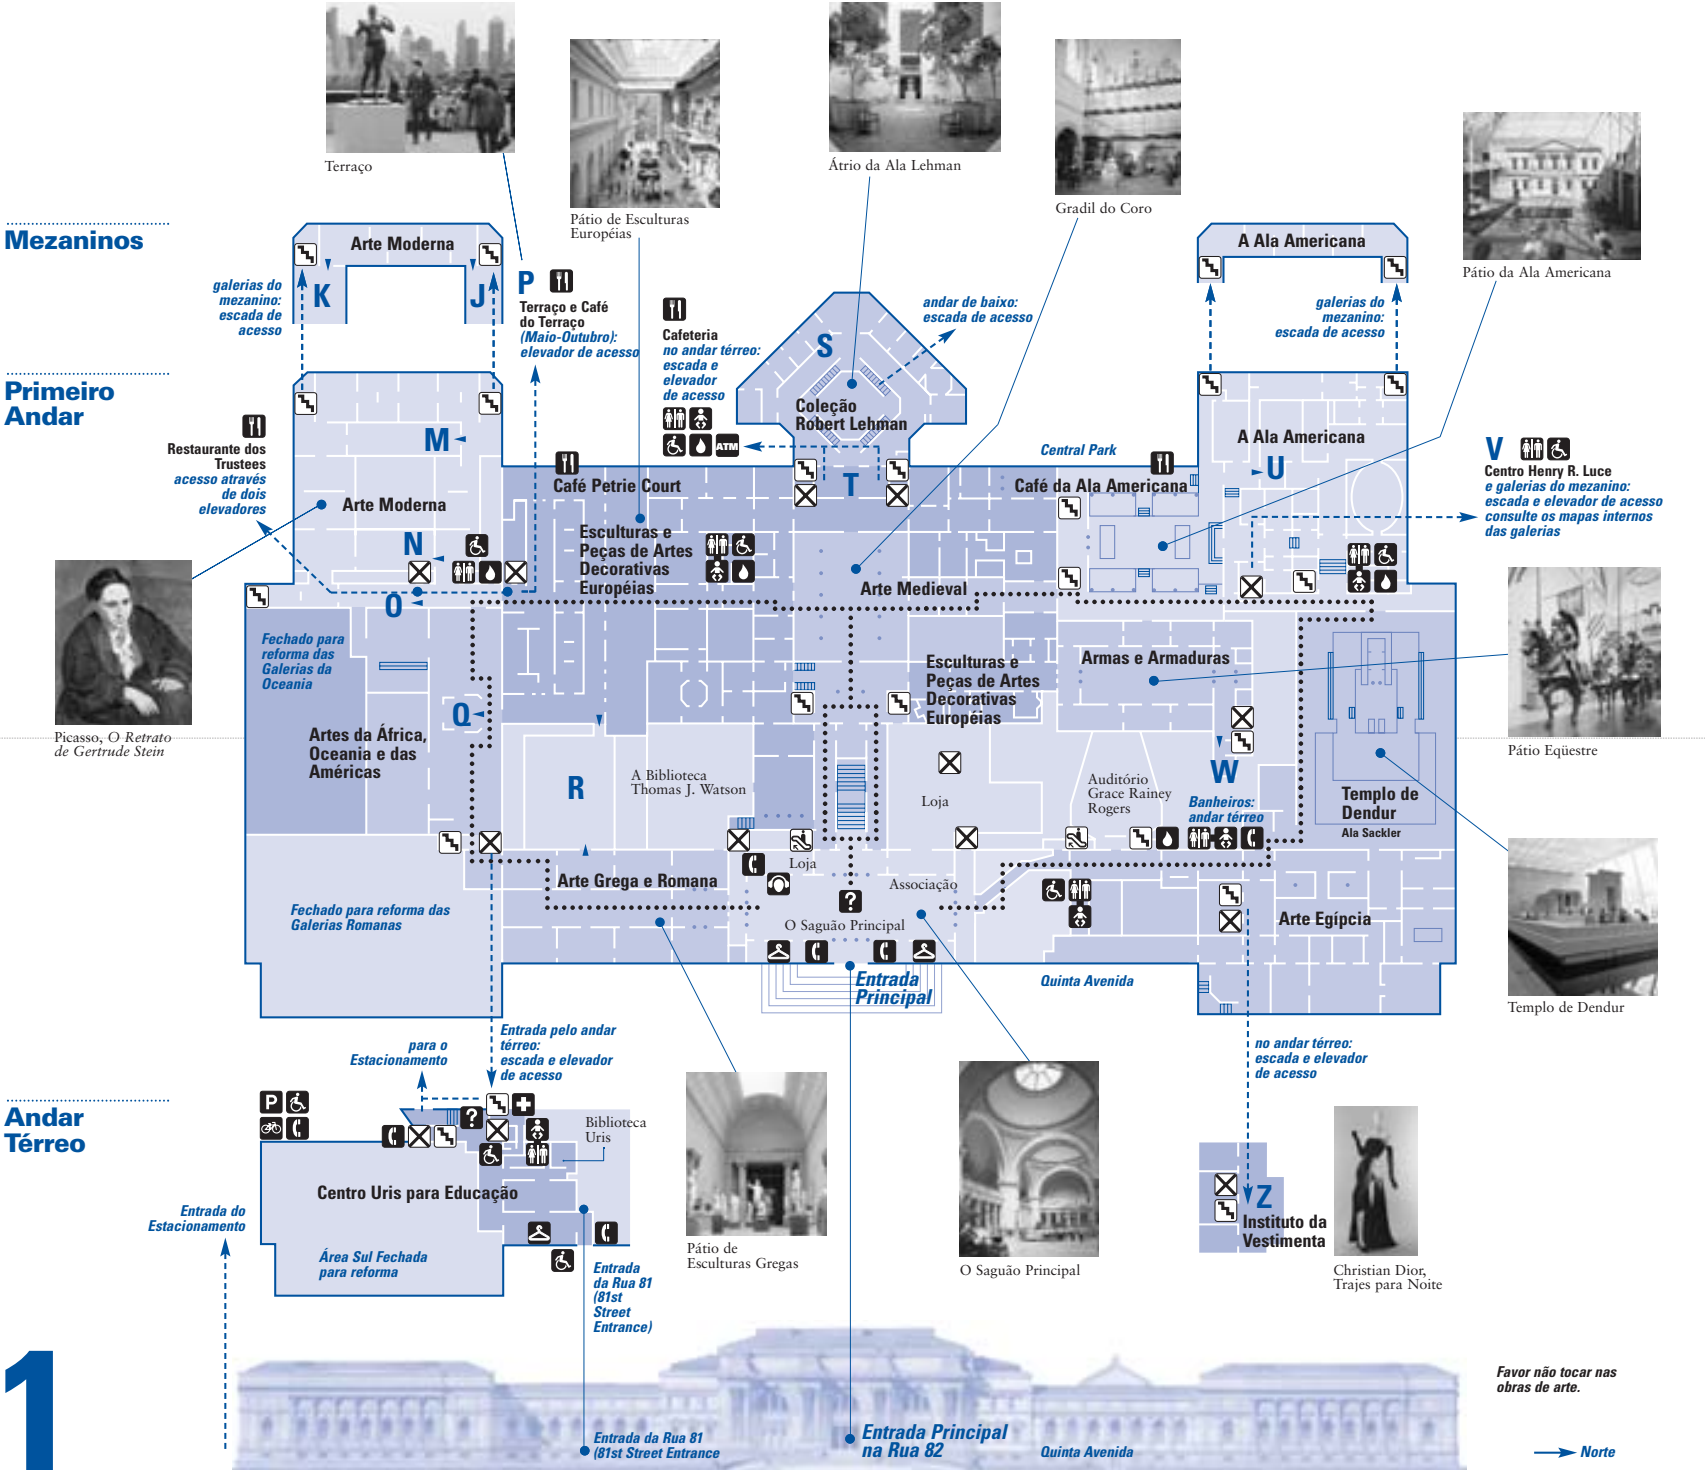 Terraço
Pátio de Esculturas
Européias
Átrio da Ala Lehman
Gradil do Coro
Pátio da Ala Americana
Mezaninos
Arte Moderna
K
J
galerias do
mezanino:
escada de
acesso
P
Terraço e Café
do Terraço
(Maio-Outubro):
elevador de acesso
Cafeteria
no andar térreo:
escada e
elevador
de acesso
ATM
S
andar de baixo:
escada de acesso
Coleção
Robert Lehman
T
A Ala Americana
galerias do
mezanino:
escada de acesso
Primeiro
Andar
Restaurante dos
Trustees
acesso através
de dois
elevadores
M
Arte Moderna
N
O
Café Petrie Court
Esculturas e
Peças de Artes
Decorativas
Européias
Central Park
Café da Ala Americana
A Ala Americana
U
V
Centro Henry R. Luce
e galerias do mezanino:
escada e elevador de acesso
consulte os mapas internos
das galerias
Arte Medieval
Picasso, O Retrato
de Gertrude Stein
Fechado para
reforma das
Galerias da
Oceania
Q
Artes da África,
Oceania e das
Américas
R
A Biblioteca
Thomas J. Watson
Esculturas e
Peças de Artes
Decorativas
Européias
Armas e Armaduras
Pátio Eqüestre
Loja
Auditório
Grace Rainey
Rogers
W
Banheiros:
andar térreo
Templo de
Dendur
Ala Sackler
Loja
Arte Grega e Romana
Associação
?
O Saguão Principal
Arte Egípcia
Fechado para reforma das
Galerias Romanas
Entrada
Principal
Quinta Avenida
Templo de Dendur
Entrada pelo andar
térreo:
escada e elevador
de acesso
para o
Estacionamento
no andar térreo:
escada e elevador
de acesso
Andar
Térreo
P
?
Biblioteca
Uris
Centro Uris para Educação
Entrada do
Estacionamento
Área Sul Fechada
para reforma
Entrada
da Rua 81
(81st
Street
Entrance)
Pátio de
Esculturas Gregas
O Saguão Principal
Z
Instituto da
Vestimenta
Christian Dior,
Trajes para Noite
1
Entrada da Rua 81
(81st Street Entrance
Entrada Principal
na Rua 82
Quinta Avenida
Favor não tocar nas
obras de arte.
Norte